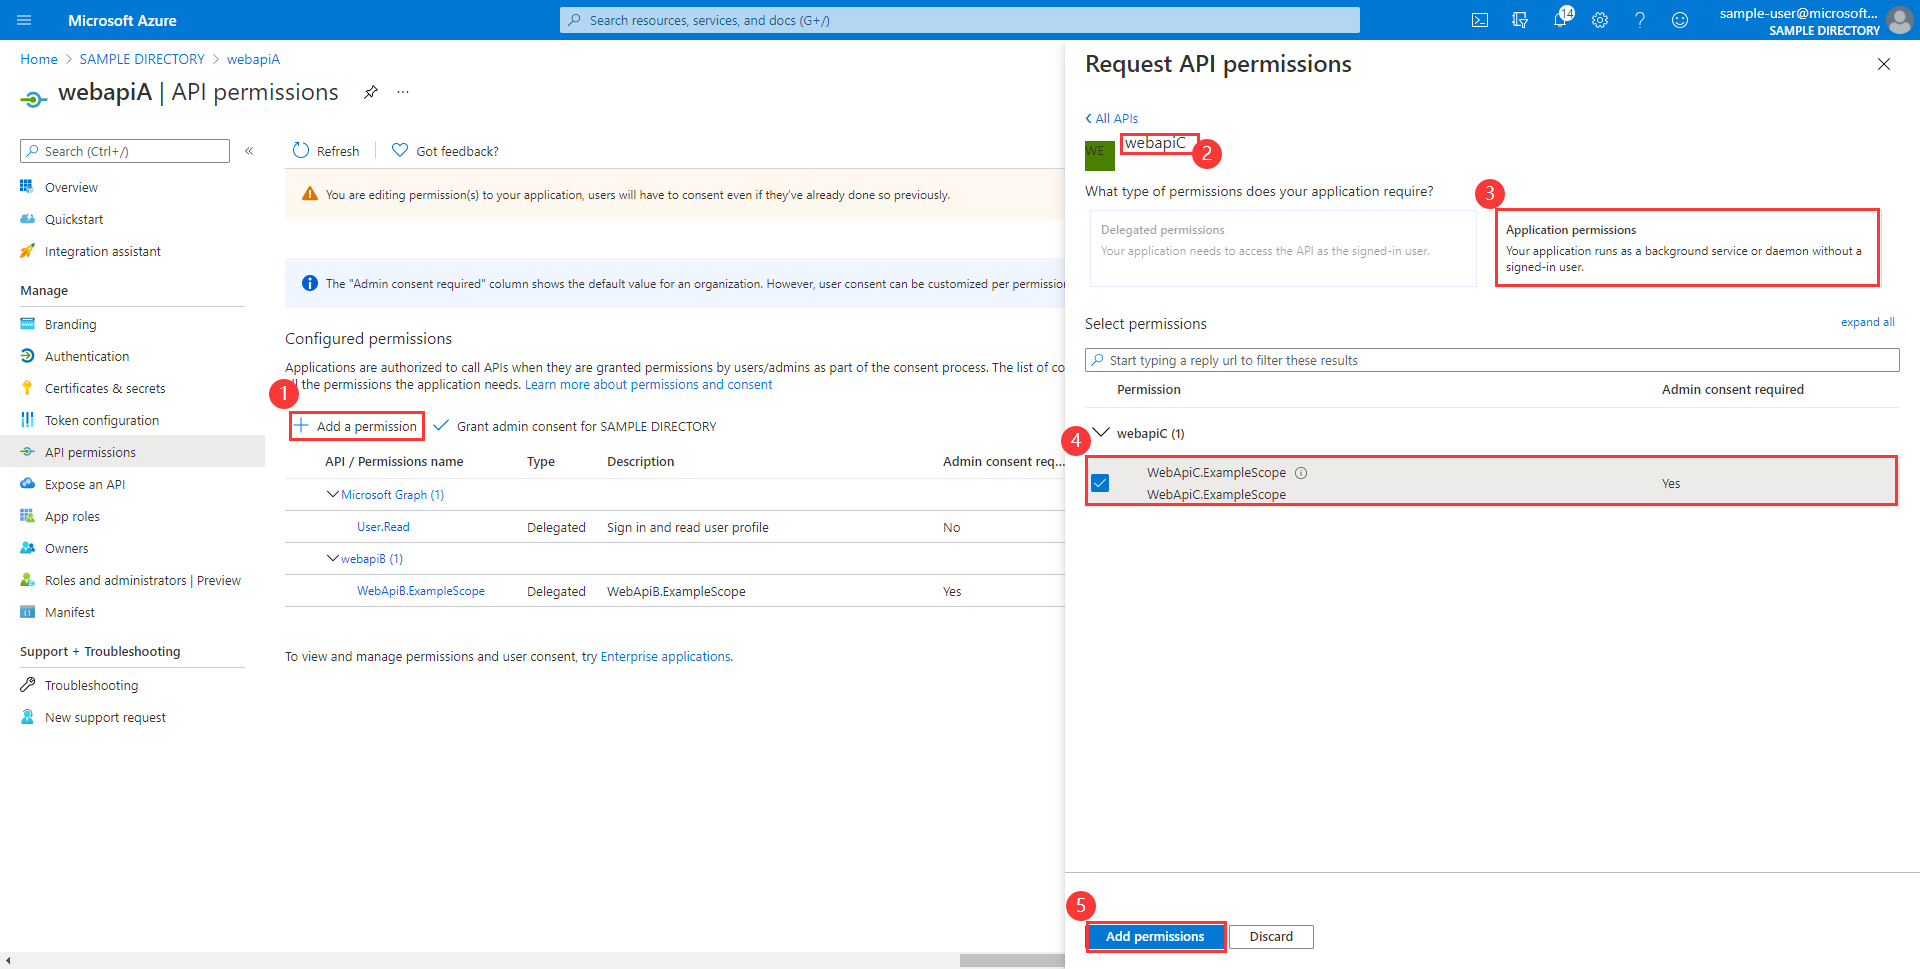 Microsoft Azure
Search resources, services, and docs (G+/)
14
sample-user@microsoft...
SAMPLE DIRECTORY
Home > SAMPLE DIRECTORY > webapiA
webapiA | API permissions
...
Search (Ctrl+/)
«
Overview
Quickstart
Integration assistant
Manage
Branding
Authentication
Certificates & secrets
Token configuration
API permissions
Expose an API
App roles
Owners
Roles and administrators | Preview
Manifest
Support + Troubleshooting
Troubleshooting
New support request
Refresh
Got feedback?
You are editing permission(s) to your application, users will have to consent even if they've already done so previously.
The "Admin consent required" column shows the default value for an organization. However, user consent can be customized per permission
Configured permissions
Applications are authorized to call APIs when they are granted permissions by users/admins as part of the consent process. The list of co
ll the permissions the application needs. Learn more about permissions and consent
1
Add a permission
Grant admin consent for SAMPLE DIRECTORY
API / Permissions name Type Description Admin consent req...
Microsoft Graph (1)
User.Read Delegated Sign in and read user profile No
webapiB (1)
WebApiB.ExampleScope Delegated WebApiB.ExampleScope Yes
To view and manage permissions and user consent, try Enterprise applications.
Request API permissions
All APIs
WE
webapiC
2
What type of permissions does your application require?
3
Delegated permissions
Your application needs to access the API as the signed-in user.
Application permissions
Your application runs as a background service or daemon without a
signed-in user.
Select permissions
expand all
Start typing a reply url to filter these results
Permission Admin consent required
4
webapiC (1)
WebApiC.ExampleScope
WebApiC.ExampleScope
Yes
5
Add permissions
Discard